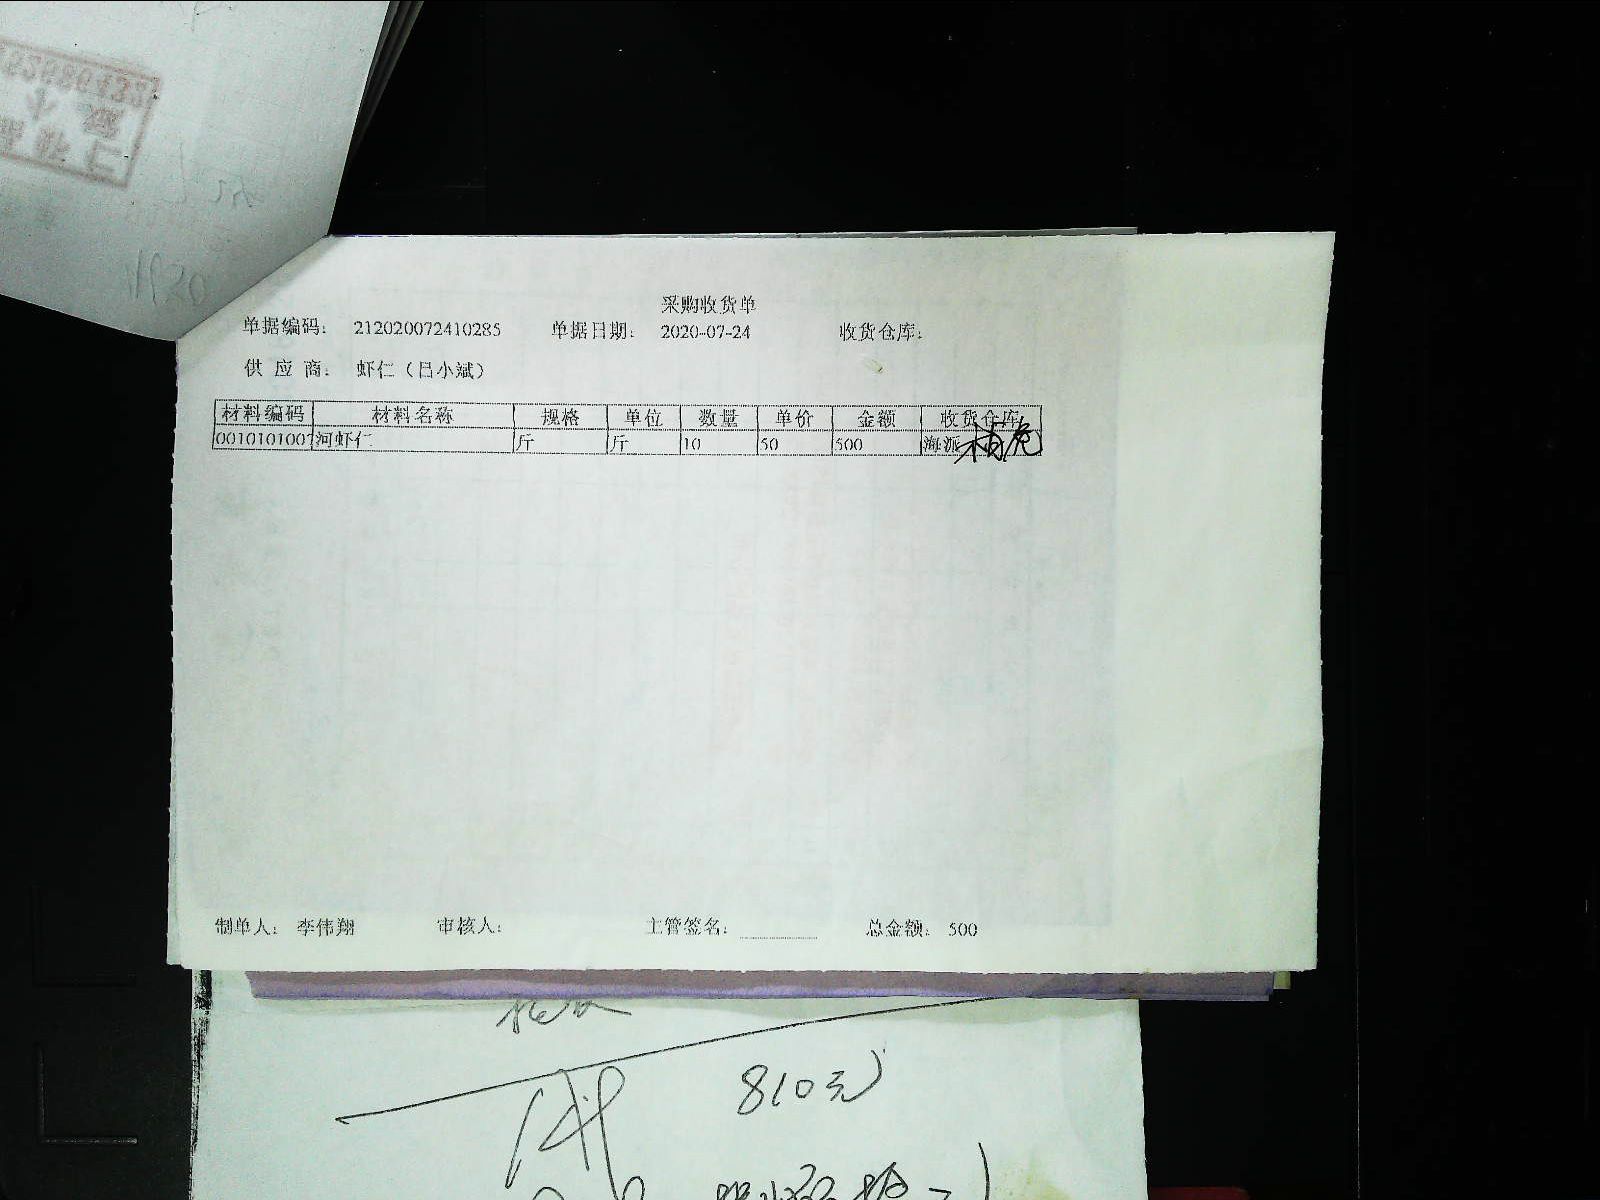 采购收货单
单据编码： 212020072410285 单据日期： 2020-07-24 收货仓库：
供 应 商： 虾仁（吕小斌）
材料编码 材料名称 规格 单位 数量 单价 金额 收货仓库
0010101007 河虾仁 斤 斤 10 50 500 海派
制单人： 李伟翔 审核人： 主管签名： 总金额： 500
810元